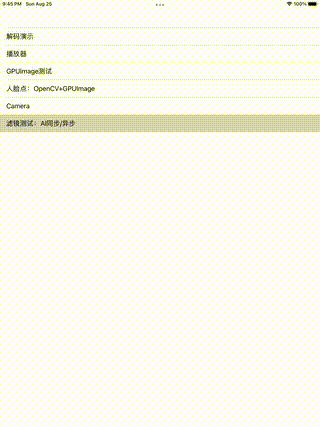 9:45 PM Sun Aug 25
100%
解码演示
播放器
GPUImage测试
人脸点：OpenCV+GPUImage
Camera
滤镜测试：AI同步/异步